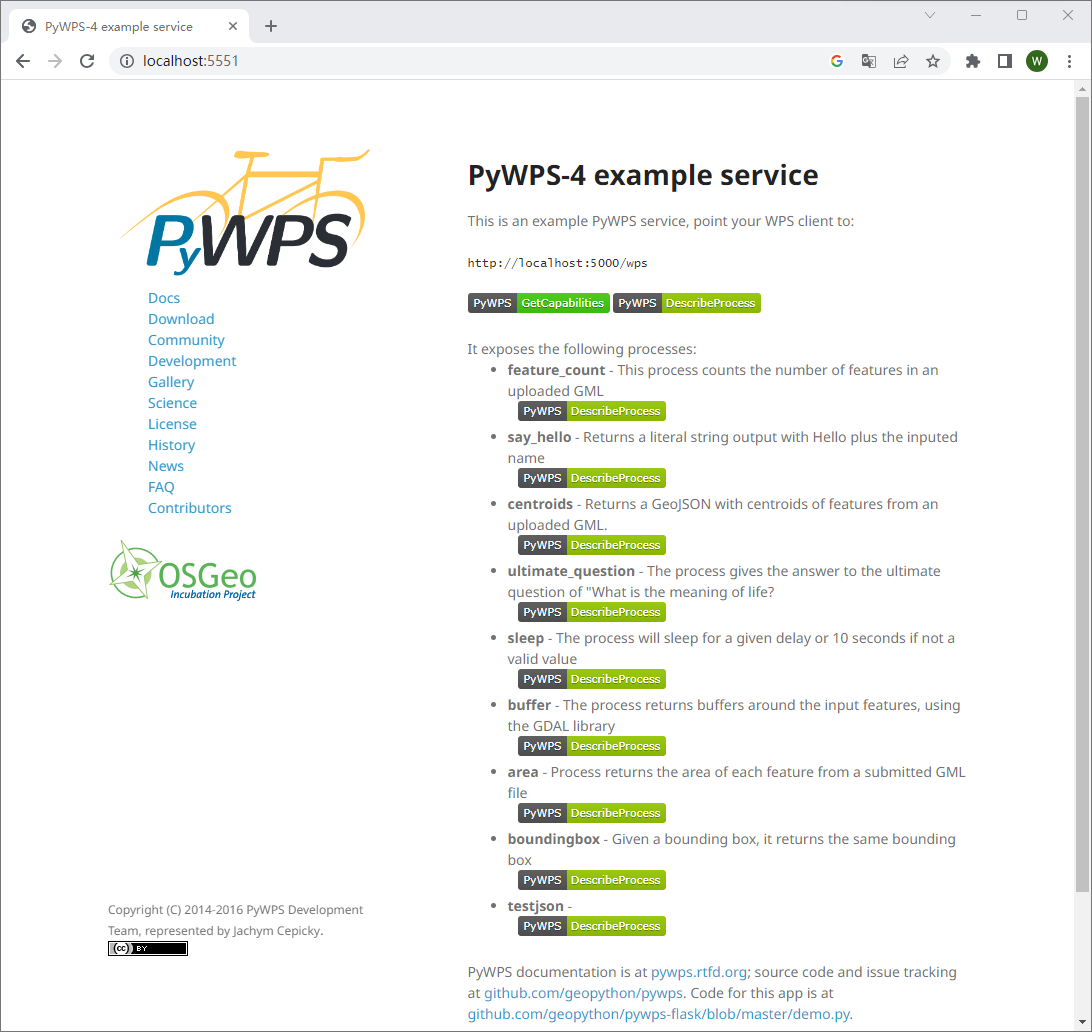 PyWPS-4 example service
localhost:5551
W
PyWPS
Docs
Download
Community
Development
Gallery
Science
License
History
News
FAQ
Contributors
OSGeo
Incubation Project
Copyright (C) 2014-2016 PyWPS Development
Team, represented by Jachym Cepicky.
(cc) BY
PyWPS-4 example service
This is an example PyWPS service, point your WPS client to:
http://localhost:5000/wps
PyWPS GetCapabilities PyWPS DescribeProcess
It exposes the following processes:
• feature_count - This process counts the number of features in an
uploaded GML
PyWPS DescribeProcess
• say_hello - Returns a literal string output with Hello plus the inputed
name
PyWPS DescribeProcess
• centroids - Returns a GeoJSON with centroids of features from an
uploaded GML.
PyWPS DescribeProcess
• ultimate_question - The process gives the answer to the ultimate
question of "What is the meaning of life?
PyWPS DescribeProcess
• sleep - The process will sleep for a given delay or 10 seconds if not a
valid value
PyWPS DescribeProcess
• buffer - The process returns buffers around the input features, using
the GDAL library
PyWPS DescribeProcess
• area - Process returns the area of each feature from a submitted GML
file
PyWPS DescribeProcess
• boundingbox - Given a bounding box, it returns the same bounding
box
PyWPS DescribeProcess
• testjson -
PyWPS DescribeProcess
PyWPS documentation is at pywps.rtfd.org; source code and issue tracking
at github.com/geopython/pywps. Code for this app is at
github.com/geopython/pywps-flask/blob/master/demo.py.